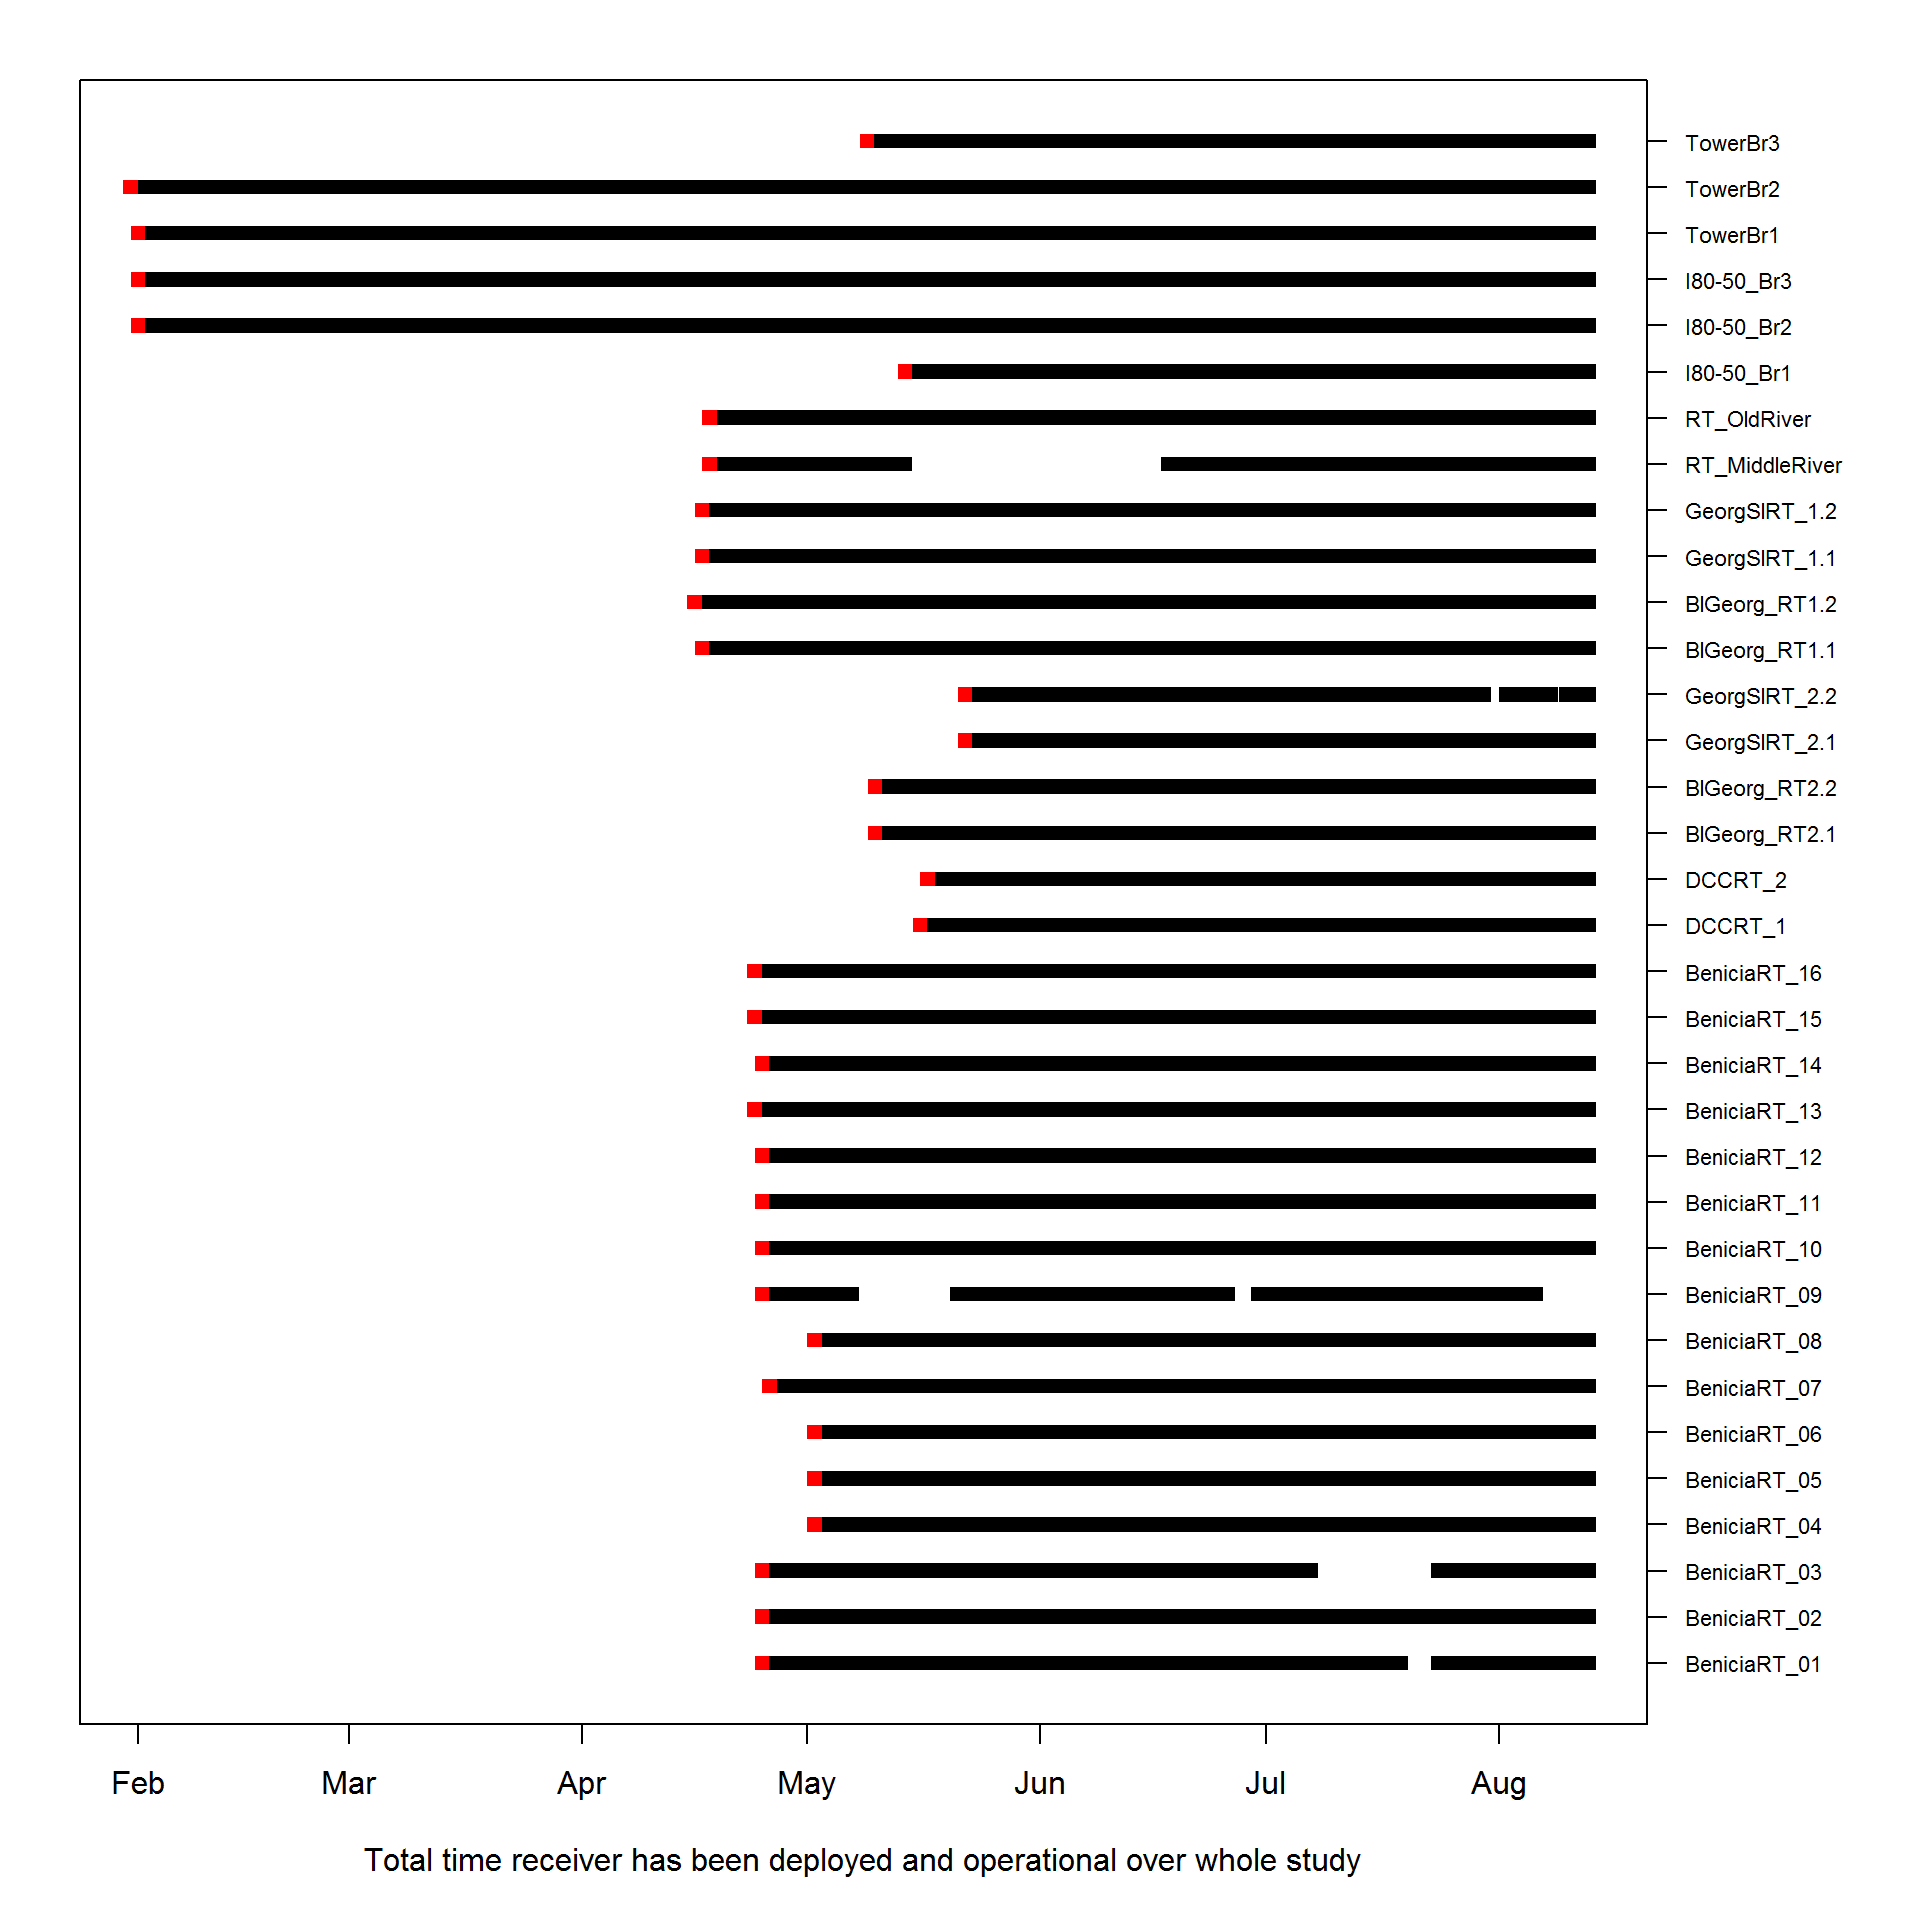 TowerBr3
TowerBr2
TowerBr1
I80-50_Br3
I80-50_Br2
I80-50_Br1
RT_OldRiver
RT_MiddleRiver
GeorgSlRT_1.2
GeorgSlRT_1.1
BlGeorg_RT1.2
BlGeorg_RT1.1
GeorgSlRT_2.2
GeorgSlRT_2.1
BlGeorg_RT2.2
BlGeorg_RT2.1
DCCRT_2
DCCRT_1
BeniciaRT_16
BeniciaRT_15
BeniciaRT_14
BeniciaRT_13
BeniciaRT_12
BeniciaRT_11
BeniciaRT_10
BeniciaRT_09
BeniciaRT_08
BeniciaRT_07
BeniciaRT_06
BeniciaRT_05
BeniciaRT_04
BeniciaRT_03
BeniciaRT_02
BeniciaRT_01
Feb Mar Apr May Jun Jul Aug
Total time receiver has been deployed and operational over whole study